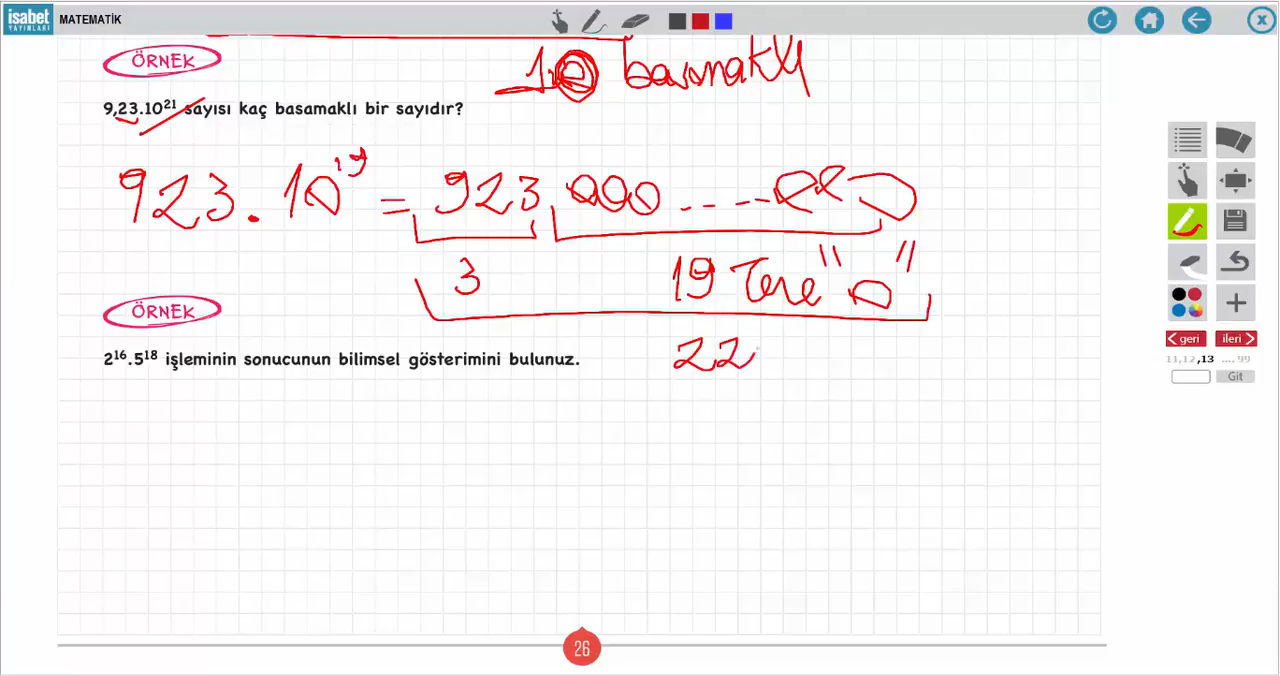 isabet
YAYINLARI
MATEMATİK
ÖRNEK
10 basamaklı
9,23.10²¹ sayısı kaç basamaklı bir sayıdır?
923.10¹⁹ = 923 000 ....000
3 19 Tane "0"
22
ÖRNEK
2¹⁶.5¹⁸ işleminin sonucunun bilimsel gösterimini bulunuz.
geri ileri
11,12,13 .... 99
Git
26